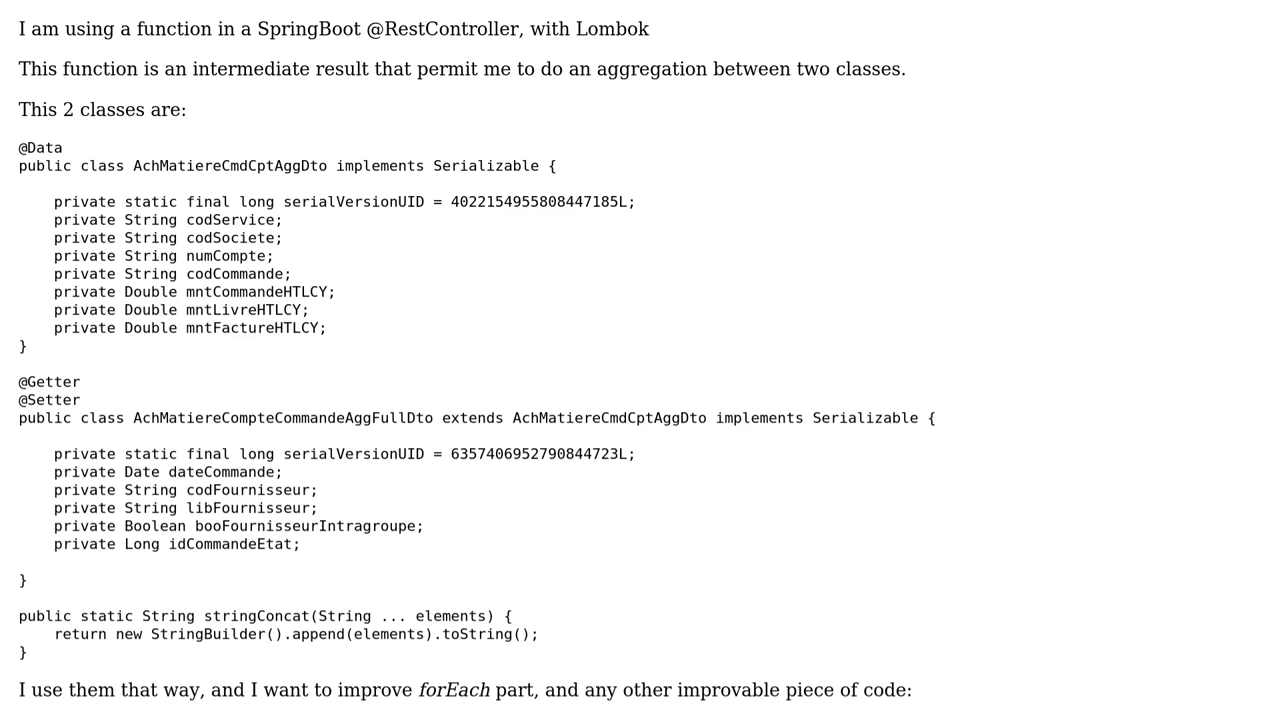 I am using a function in a SpringBoot @RestController, with Lombok
This function is an intermediate result that permit me to do an aggregation between two classes.
This 2 classes are:
@Data
public class AchMatiereCmdCptAggDto implements Serializable {
    private static final long serialVersionUID = 4022154955808447185L;
    private String codService;
    private String codSociete;
    private String numCompte;
    private String codCommande;
    private Double mntCommandeHTLCY;
    private Double mntLivreHTLCY;
    private Double mntFactureHTLCY;
}
@Getter
@Setter
public class AchMatiereCompteCommandeAggFullDto extends AchMatiereCmdCptAggDto implements Serializable {
    private static final long serialVersionUID = 6357406952790844723L;
    private Date dateCommande;
    private String codFournisseur;
    private String libFournisseur;
    private Boolean booFournisseurIntragroupe;
    private Long idCommandeEtat;
}
public static String stringConcat(String ... elements) {
    return new StringBuilder().append(elements).toString();
}
I use them that way, and I want to improve forEach part, and any other improvable piece of code: